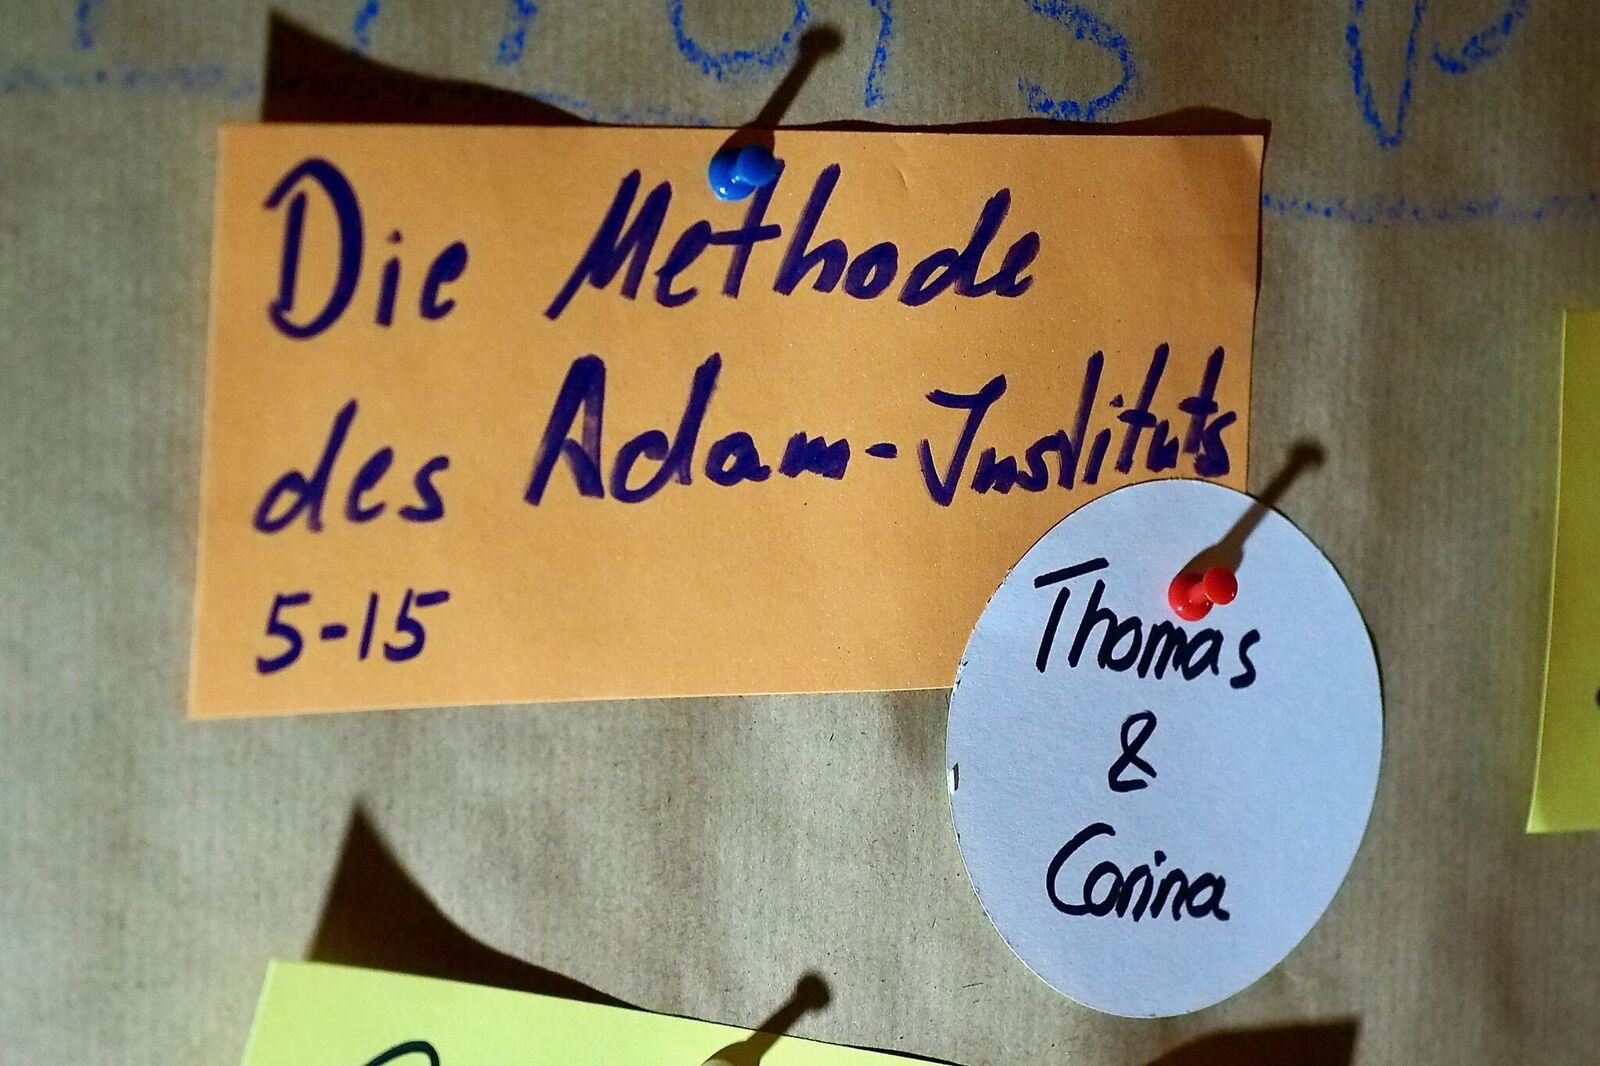 Die Methode
des Adam-Instituts
5-15
Thomas
&
Corina